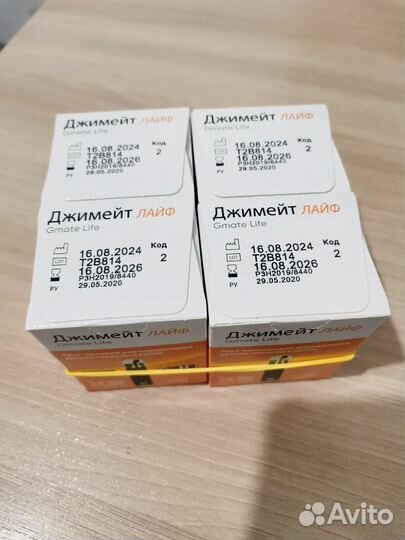 Джимейт ЛАЙФ
Gmate Life
16.08.2024 Код
LOT T2B814 2
16.08.2026
РЗН2019/8440
РУ 29.05.2020
Джимейт ЛАЙФ
Gmate Life
16.08.2024 Код
LOT T2B814 2
16.08.2026
РЗН2019/8440
РУ 29.05.2020
Джимейт ЛАЙФ
Gmate Life
16.08.2024 Код
LOT T2B814 2
16.08.2026
РЗН2019/8440
РУ 29.05.2020
Джимейт ЛАЙФ
Gmate Life
16.08.2024 Код
LOT T2B814 2
16.08.2026
РЗН2019/8440
РУ 29.05.2020
Джимейт ЛАЙФ
Gmate Life
Джимейт ЛАЙФ
Gmate Life
Avito